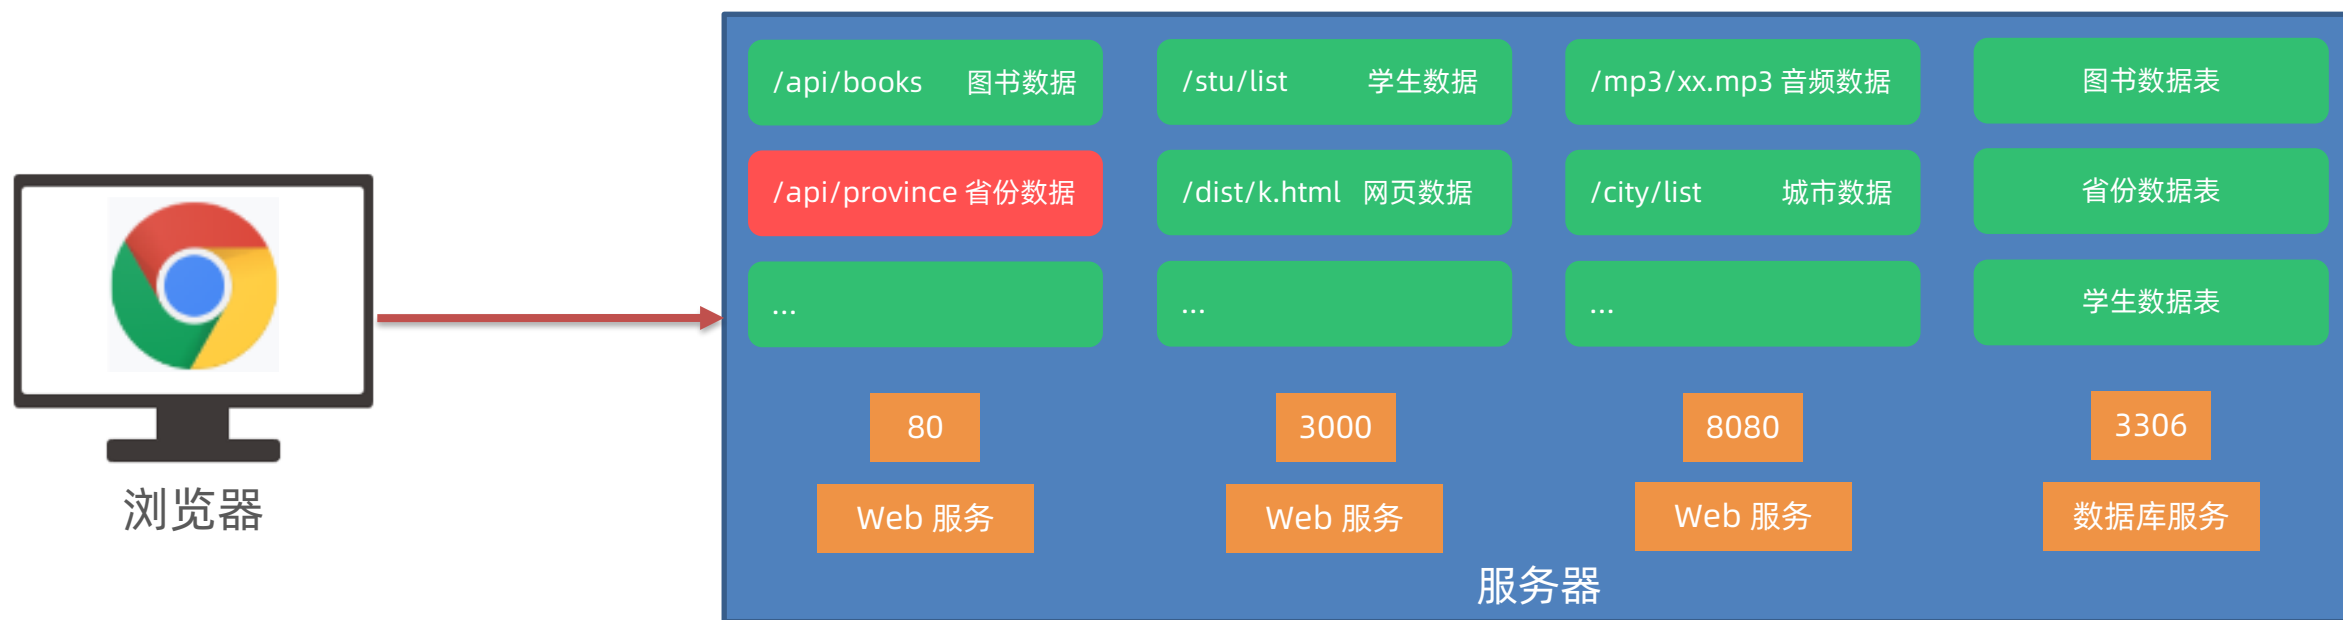 /api/books 图书数据
/stu/list 学生数据
/mp3/xx.mp3 音频数据
图书数据表
/api/province 省份数据
/dist/k.html 网页数据
/city/list 城市数据
省份数据表
...
...
...
学生数据表
80
3000
8080
3306
Web 服务
Web 服务
Web 服务
数据库服务
浏览器
服务器